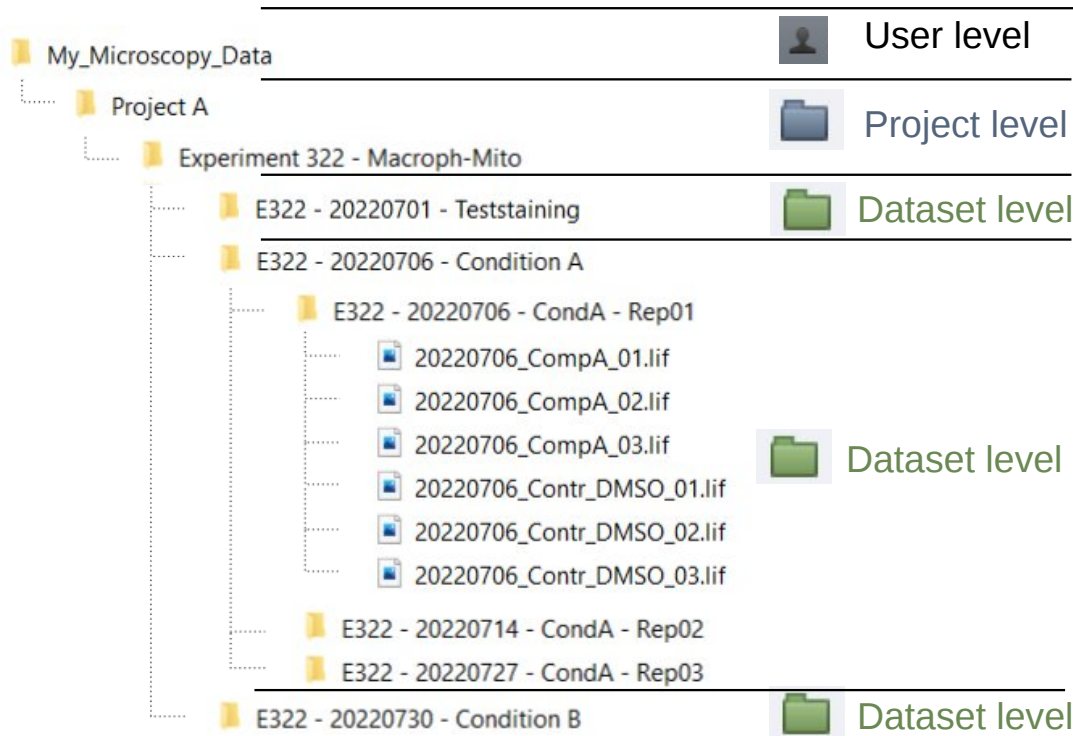 My_Microscopy_Data
User level
Project A
Project level
Experiment 322 - Macroph-Mito
E322 - 20220701 - Teststaining
Dataset level
E322 - 20220706 - Condition A
E322 - 20220706 - CondA - Rep01
20220706_CompA_01.lif
20220706_CompA_02.lif
20220706_CompA_03.lif
Dataset level
20220706_Contr_DMSO_01.lif
20220706_Contr_DMSO_02.lif
20220706_Contr_DMSO_03.lif
E322 - 20220714 - CondA - Rep02
E322 - 20220727 - CondA - Rep03
E322 - 20220730 - Condition B
Dataset level